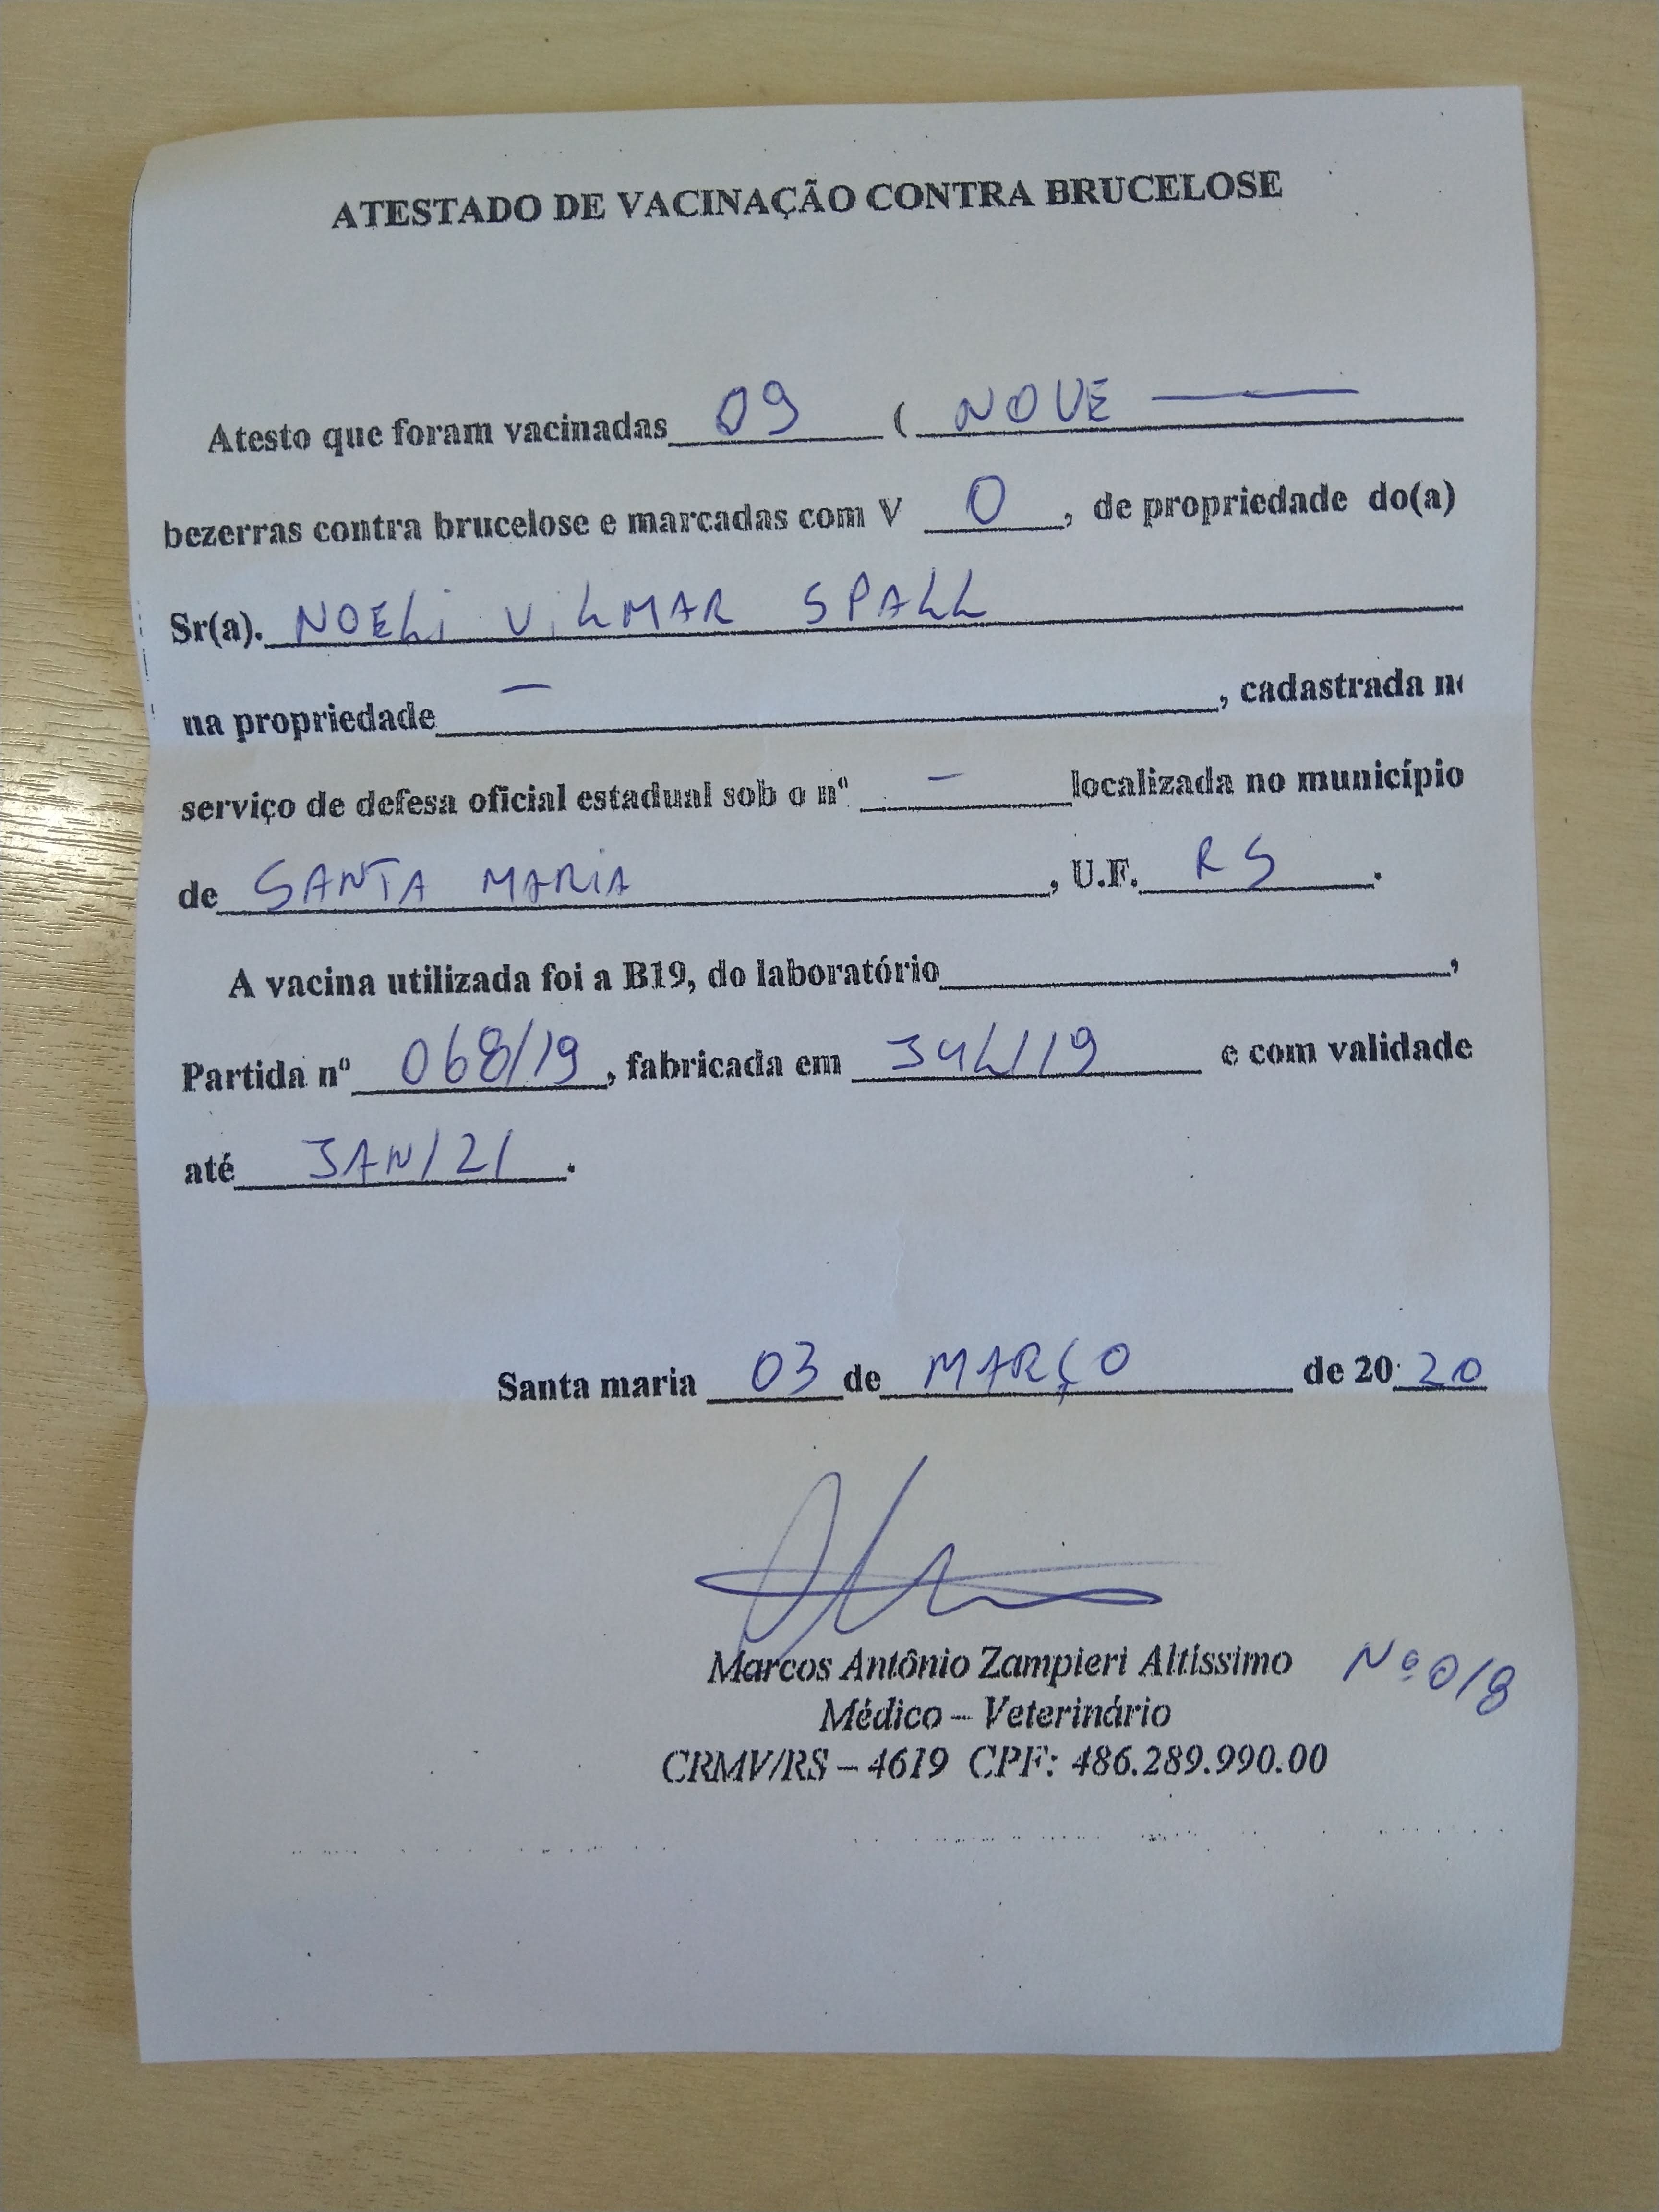 ATESTADO DE VACINAÇÃO CONTRA BRUCELOSE
Atesto que foram vacinadas 09 ( NOVE —
bezerras contra brucelose e marcadas com V 0, de propriedade do(a)
Sr(a). NOELI VILMAR SPALL
na propriedade —, cadastrada no
serviço de defesa oficial estadual sob o nº — localizada no município
de SANTA MARIA, U.F. RS.
A vacina utilizada foi a B19, do laboratório ,
Partida nº 068/19, fabricada em JUL/19 e com validade
até JAN/21.
Santa maria 03 de MARÇO de 20 20
Marcos Antônio Zampieri Altissimo Nº 018
Médico – Veterinário
CRMV/RS – 4619 CPF: 486.289.990.00